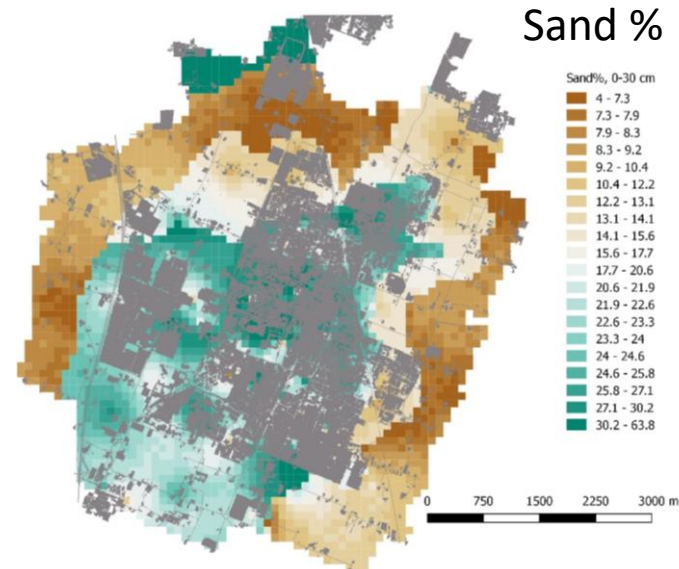 Sand %
Sand%, 0-30 cm
4 - 7.3
7.3 - 7.9
7.9 - 8.3
8.3 - 9.2
9.2 - 10.4
10.4 - 12.2
12.2 - 13.1
13.1 - 14.1
14.1 - 15.6
15.6 - 17.7
17.7 - 20.6
20.6 - 21.9
21.9 - 22.6
22.6 - 23.3
23.3 - 24
24 - 24.6
24.6 - 25.8
25.8 - 27.1
27.1 - 30.2
30.2 - 63.8
0 750 1500 2250 3000 m